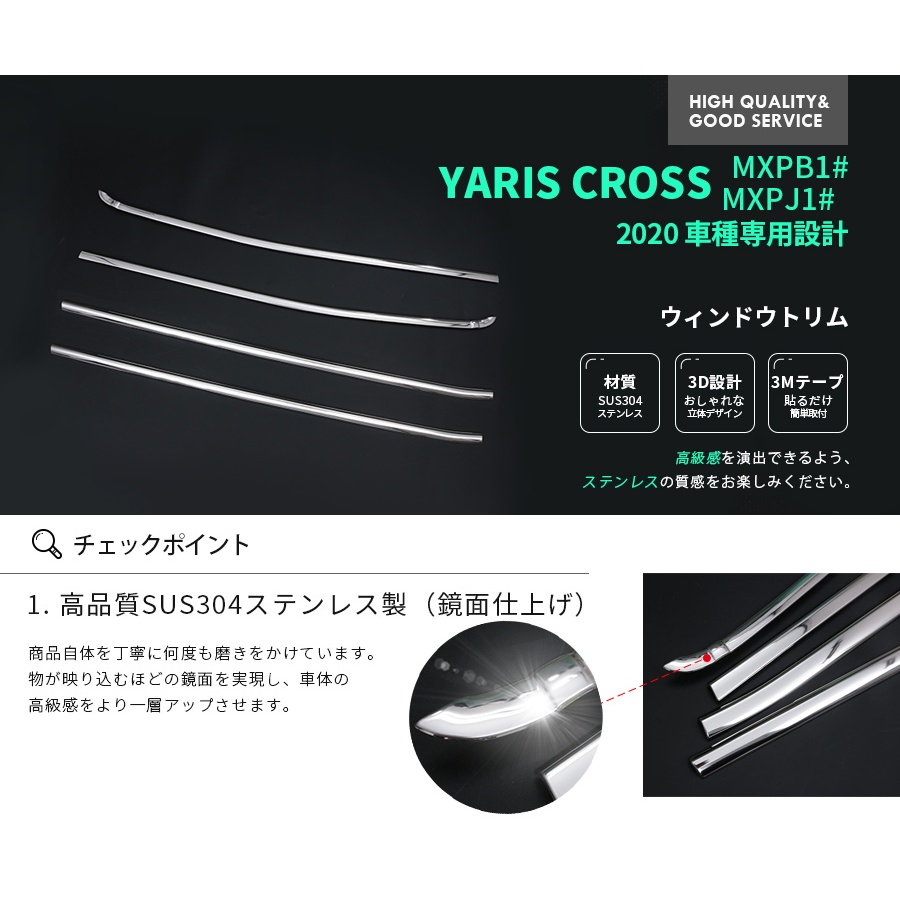 HIGH QUALITY&
GOOD SERVICE
YARIS CROSS
MXPB1#
MXPJ1#
2020 車種専用設計
ウィンドウトリム
材質
SUS304
ステンレス
3D設計
おしゃれな
立体デザイン
3Mテープ
貼るだけ
簡単取付
高級感を演出できるよう、
ステンレスの質感をお楽しみください。
チェックポイント
1. 高品質SUS304ステンレス製（鏡面仕上げ）
商品自体を丁寧に何度も磨きをかけています。
物が映り込むほどの鏡面を実現し、車体の
高級感をより一層アップさせます。